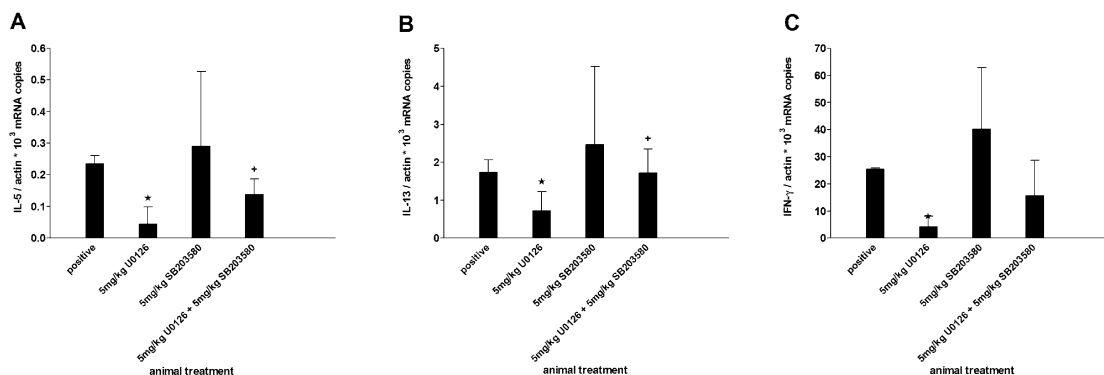 A
IL-5 / actin * 10³ mRNA copies
0.6
0.5
0.4
0.3
0.2
0.1
0.0
★
+
positive
5mg/kg U0126
5mg/kg SB203580
5mg/kg U0126 + 5mg/kg SB203580
animal treatment
B
IL-13 / actin * 10³ mRNA copies
5
4
3
2
1
0
★
+
positive
5mg/kg U0126
5mg/kg SB203580
5mg/kg U0126 + 5mg/kg SB203580
animal treatment
C
IFN-γ / actin * 10³ mRNA copies
70
60
50
40
30
20
10
0
★
positive
5mg/kg U0126
5mg/kg SB203580
5mg/kg U0126 + 5mg/kg SB203580
animal treatment